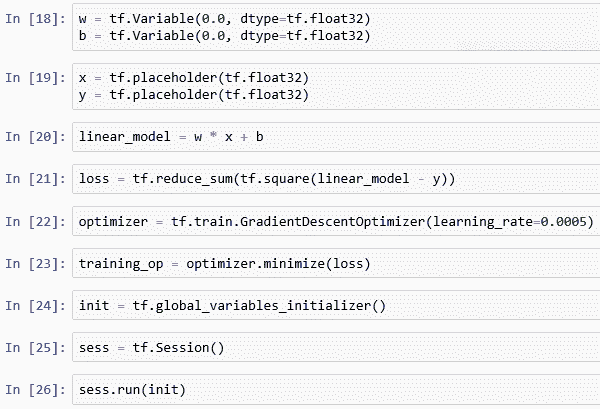 In [18]: w = tf.Variable(0.0, dtype=tf.float32)
b = tf.Variable(0.0, dtype=tf.float32)
In [19]: x = tf.placeholder(tf.float32)
y = tf.placeholder(tf.float32)
In [20]: linear_model = w * x + b
In [21]: loss = tf.reduce_sum(tf.square(linear_model - y))
In [22]: optimizer = tf.train.GradientDescentOptimizer(learning_rate=0.0005)
In [23]: training_op = optimizer.minimize(loss)
In [24]: init = tf.global_variables_initializer()
In [25]: sess = tf.Session()
In [26]: sess.run(init)